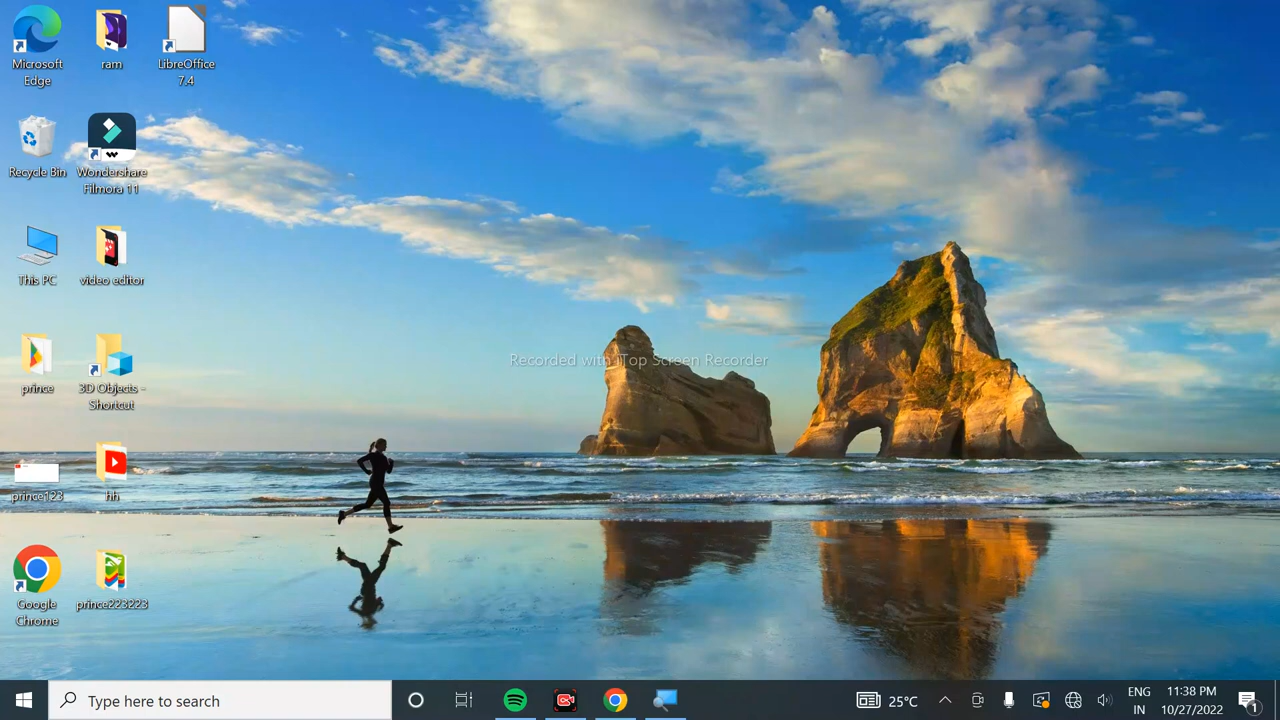 Microsoft
Edge
ram
LibreOffice
7.4
Recycle Bin
Wondershare
Filmora 11
This PC
video editor
prince
3D Objects -
Shortcut
prince123
hh
Google
Chrome
prince223223
Recorded with iTop Screen Recorder
Type here to search
25°C
ENG
IN
11:38 PM
10/27/2022
1